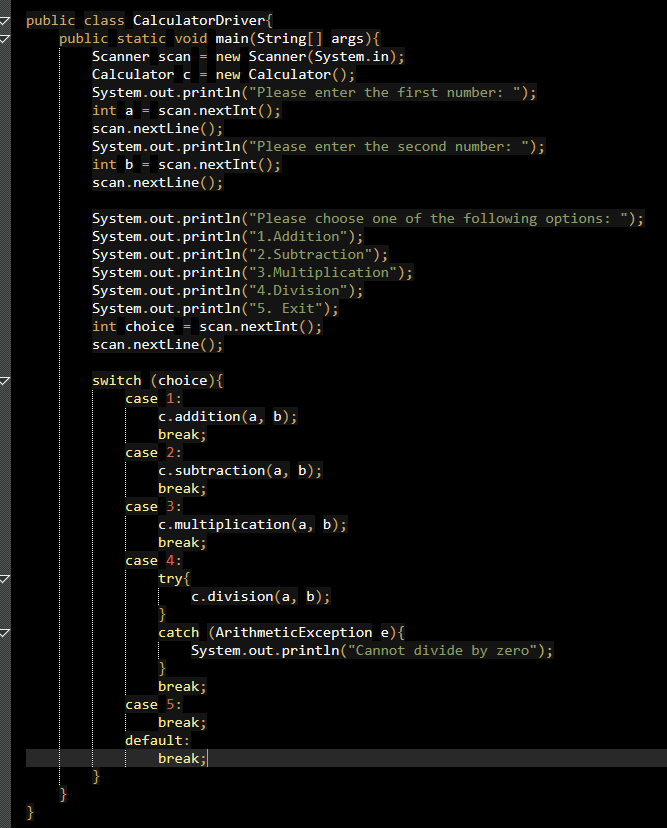 public class CalculatorDriver{
public static void main(String[] args){
Scanner scan = new Scanner(System.in);
Calculator c = new Calculator();
System.out.println("Please enter the first number: ");
int a = scan.nextInt();
scan.nextLine();
System.out.println("Please enter the second number: ");
int b = scan.nextInt();
scan.nextLine();
System.out.println("Please choose one of the following options: ");
System.out.println("1.Addition");
System.out.println("2.Subtraction");
System.out.println("3.Multiplication");
System.out.println("4.Division");
System.out.println("5. Exit");
int choice = scan.nextInt();
scan.nextLine();
switch (choice){
case 1:
c.addition(a, b);
break;
case 2:
c.subtraction(a, b);
break;
case 3:
c.multiplication(a, b);
break;
case 4:
try{
c.division(a, b);
}
catch (ArithmeticException e){
System.out.println("Cannot divide by zero");
}
break;
case 5:
break;
default:
break;
}
}
}